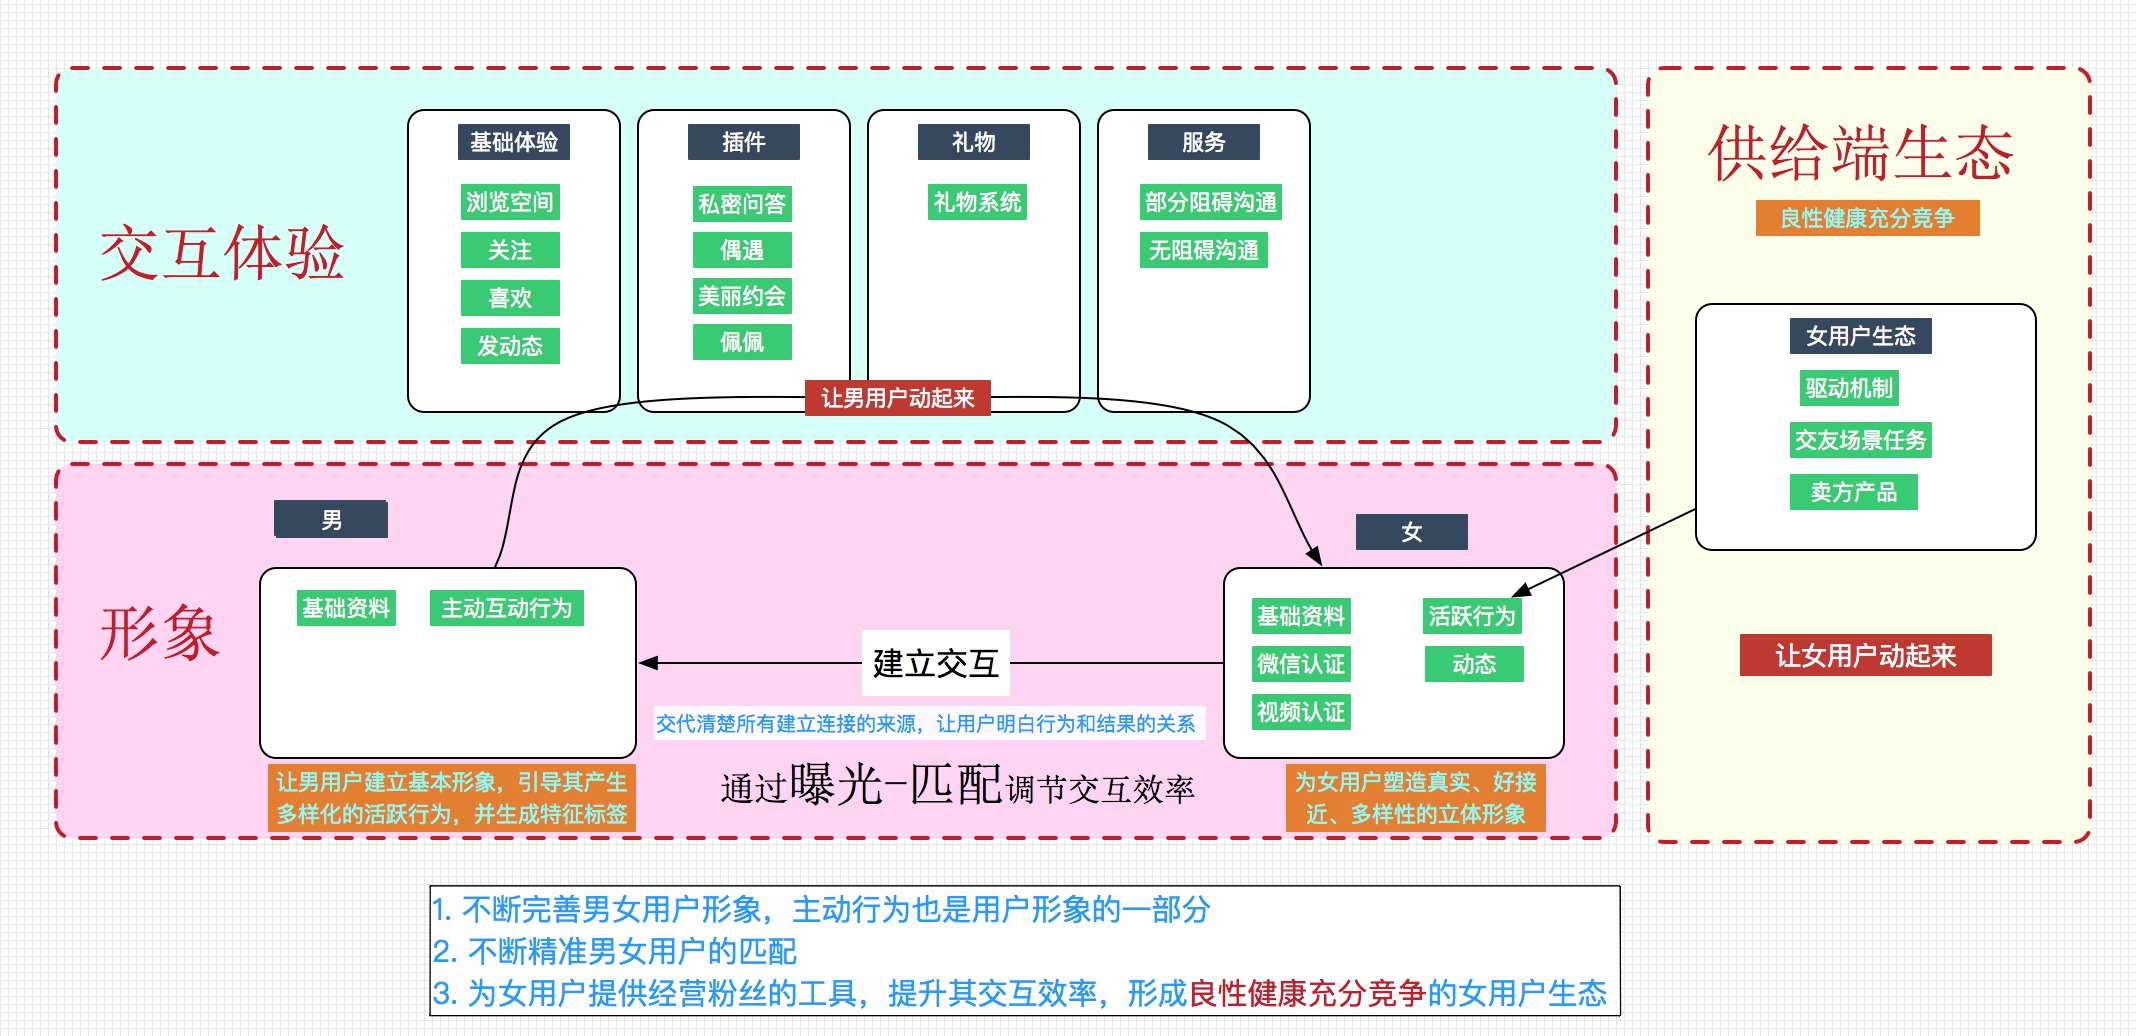 交互体验
基础体验
浏览空间
关注
喜欢
发动态
插件
私密问答
偶遇
美丽约会
佩佩
礼物
礼物系统
服务
部分阻碍沟通
无阻碍沟通
让男用户动起来
形象
男
基础资料
主动互动行为
让男用户建立基本形象，引导其产生
多样化的活跃行为，并生成特征标签
建立交互
交代清楚所有建立连接的来源，让用户明白行为和结果的关系
通过曝光-匹配调节交互效率
女
基础资料
微信认证
视频认证
活跃行为
动态
为女用户塑造真实、好接
近、多样性的立体形象
供给端生态
良性健康充分竞争
女用户生态
驱动机制
交友场景任务
卖方产品
让女用户动起来
1. 不断完善男女用户形象，主动行为也是用户形象的一部分
2. 不断精准男女用户的匹配
3. 为女用户提供经营粉丝的工具，提升其交互效率，形成良性健康充分竞争的女用户生态